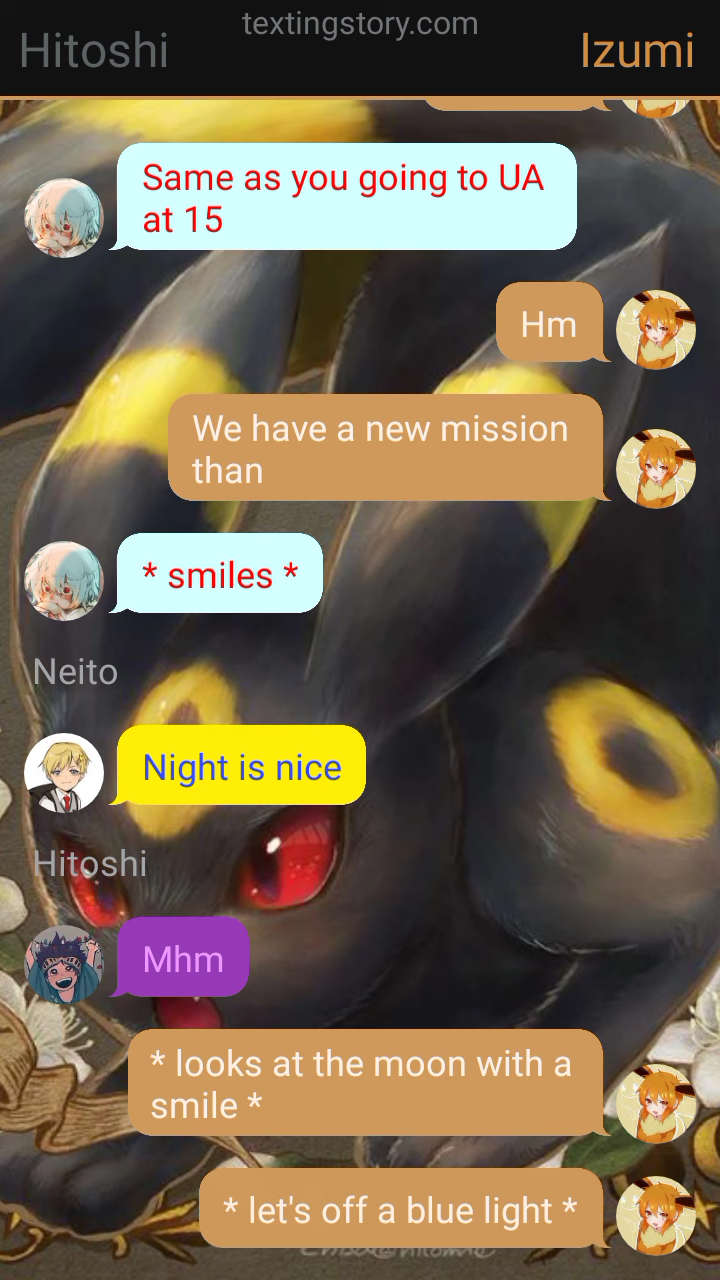 textingstory.com
Hitoshi
Izumi
Same as you going to UA
at 15
Hm
We have a new mission
than
* smiles *
Neito
Night is nice
Hitoshi
Mhm
* looks at the moon with a
smile *
* let's off a blue light *